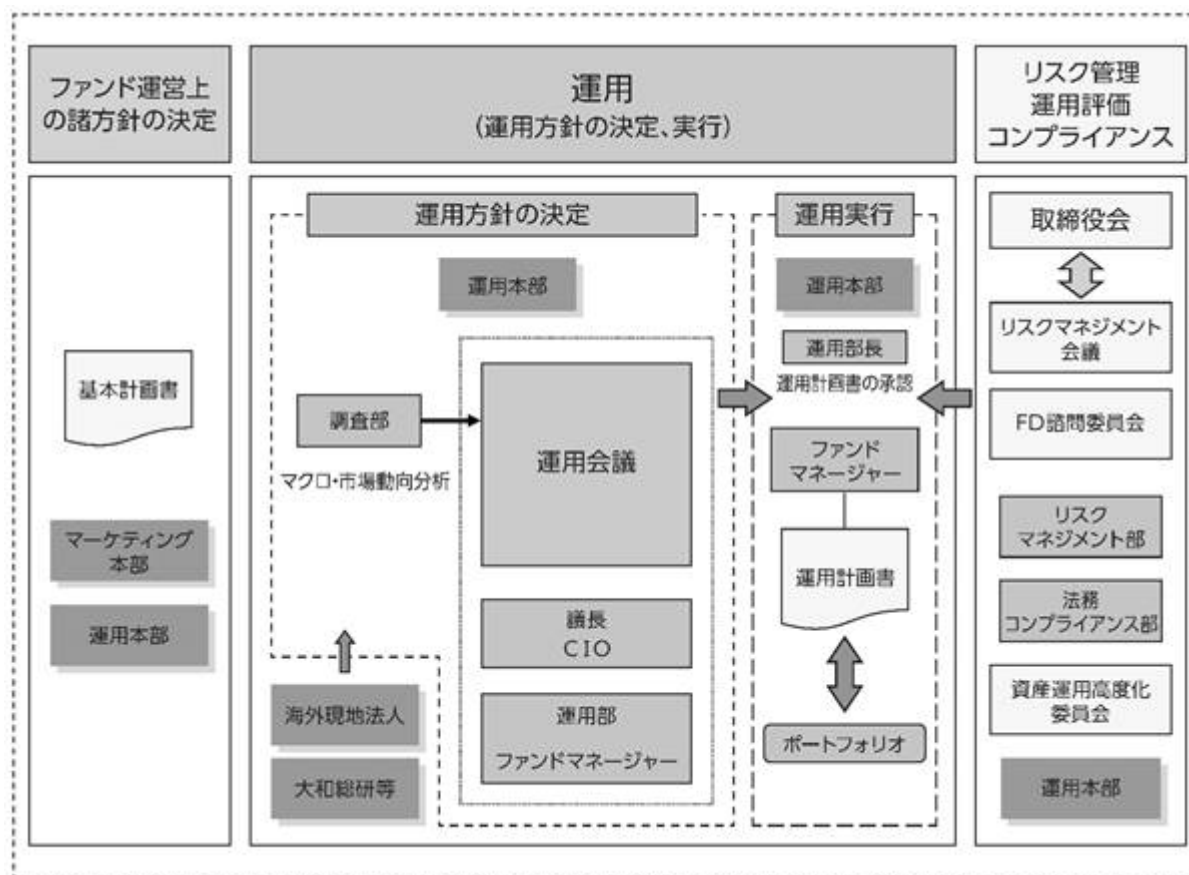 ファンド運営上
の諸方針の決定
運用
(運用方針の決定、実行)
リスク管理
運用評価
コンプライアンス
基本計画書
マーケティング
本部
運用本部
運用方針の決定
運用本部
調査部
マクロ・市場動向分析
運用会議
議長
CIO
運用部
ファンドマネージャー
海外現地法人
大和総研等
運用実行
運用本部
運用部長
運用計画書の承認
ファンド
マネージャー
運用計画書
ポートフォリオ
取締役会
リスクマネジメント
会議
FD諮問委員会
リスク
マネジメント部
法務
コンプライアンス部
資産運用高度化
委員会
運用本部